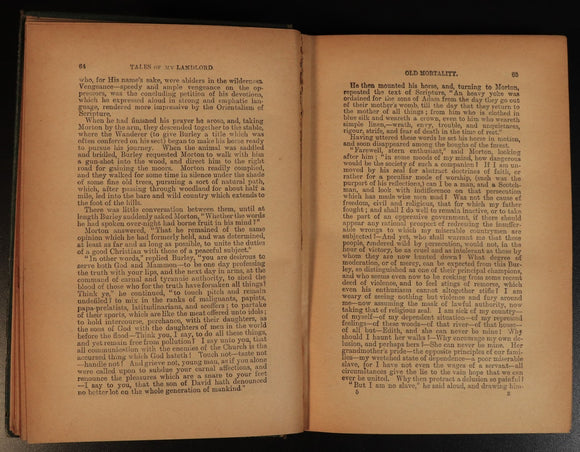 64 TALES OF MY LANDLORD.
who, for His name's sake, were abiders in the wilderness.
Vengeance—speedy and ample vengeance on the op-
pressors, was the concluding petition of his devotions,
which he expressed aloud in strong and emphatic lan-
guage, rendered more impressive by the Orientalism of
Scripture.
When he had finished his prayer he arose, and, taking
Morton by the arm, they descended together to the stable,
where the Wanderer (to give Burley a title which was
often conferred on his sect) began to make his horse ready
to pursue his journey. When the animal was saddled
and bridled, Burley requested Morton to walk with him
a gun-shot into the wood, and direct him to the right
road for gaining the moors. Morton readily complied,
and they walked for some time in silence under the shade
of some fine old trees, pursuing a sort of natural path,
which, after passing through woodland for about half a
mile, led into the bare and wild country which extends to
the foot of the hills.
There was little conversation between them, until at
length Burley suddenly asked Morton, "Whether the words
he had spoken over-night had borne fruit in his mind?"
Morton answered, "That he remained of the same
opinion which he had formerly held, and was determined,
at least as far and as long as possible, to unite the duties
of a good Christian with those of a peaceful subject."
"In other words," replied Burley, "you are desirous to
serve both God and Mammon—to be one day professing
the truth with your lips, and the next day in arms, at the
command of carnal and tyrannic authority, to shed the
blood of those who for the truth have forsaken all things?
Think ye," he continued, "to touch pitch and remain
undefiled? to mix in the ranks of malignants, papists,
papa-prelatists, latitudinarians, and scoffers; to partake
of their sports, which are like the meat offered unto idols;
to hold intercourse, perchance, with their daughters, as
the sons of God with the daughters of men in the world
before the flood—Think you, I say, to do all these things,
and yet remain free from pollution? I say unto you, that
all communication with the enemies of the Church is the
accursed thing which God hateth! Touch not—taste not
—handle not! And grieve not, young man, as if you alone
were called upon to subdue your carnal affections, and
renounce the pleasures which are a snare to your feet
—I say to you, that the son of David hath denounced
no better lot on the whole generation of mankind."
OLD MORTALITY. 65
He then mounted his horse, and, turning to Morton,
repeated the text of Scripture, "An heavy yoke was
ordained for the sons of Adam from the day they go out
of their mother's womb, till the day that they return to
the mother of all things; from him who is clothed in
blue silk and weareth a crown, even to him who weareth
simple linen,—wrath, envy, trouble, and unquietness,
rigour, strife, and fear of death in the time of rest."
Having uttered these words he set his horse in motion,
and soon disappeared among the boughs of the forest.
"Farewell, stern enthusiast," said Morton, looking
after him; "in some moods of my mind, how dangerous
would be the society of such a companion! If I am un-
moved by his zeal for abstract doctrines of faith, or
rather for a peculiar mode of worship (such was the
purport of his reflections,) can I be a man, and a Scotch-
man, and look with indifference on that persecution
which has made wise men mad? Was not the cause of
freedom, civil and religious, that for which my father
fought; and shall I do well to remain inactive, or to take
the part of an oppressive government, if there should
appear any rational prospect of redressing the insuffer-
able wrongs to which my miserable countrymen are
subjected?—And yet, who shall warrant me that these
people, rendered wild by persecution, would not, in the
hour of victory, be as cruel and as intolerant as those by
whom they are now hunted down? What degree of
moderation, or of mercy, can be expected from this Bur-
ley, so distinguished as one of their principal champions,
and who seems even now to be reeking from some recent
deed of violence, and to feel stings of remorse, which
even his enthusiasm cannot altogether stifle? I am
weary of seeing nothing but violence and fury around
me—now assuming the mask of lawful authority, now
taking that of religious zeal. I am sick of my country—
of myself—of my dependent situation—of my repressed
feelings—of these woods—of that river—of that house—
of all but—Edith, and she can never be mine! Why
should I haunt her walks?—Why encourage my own de-
lusion, and perhaps hers?—She can never be mine. Her
grandmother's pride—the opposite principles of our fami-
lies—my wretched state of dependence—a poor miserable
slave, for I have not even the wages of a servant—all
circumstances give the lie to the vain hope that we can
ever be united. Why then protract a delusion so painful?
"But I am no slave," he said aloud, and drawing him-
5